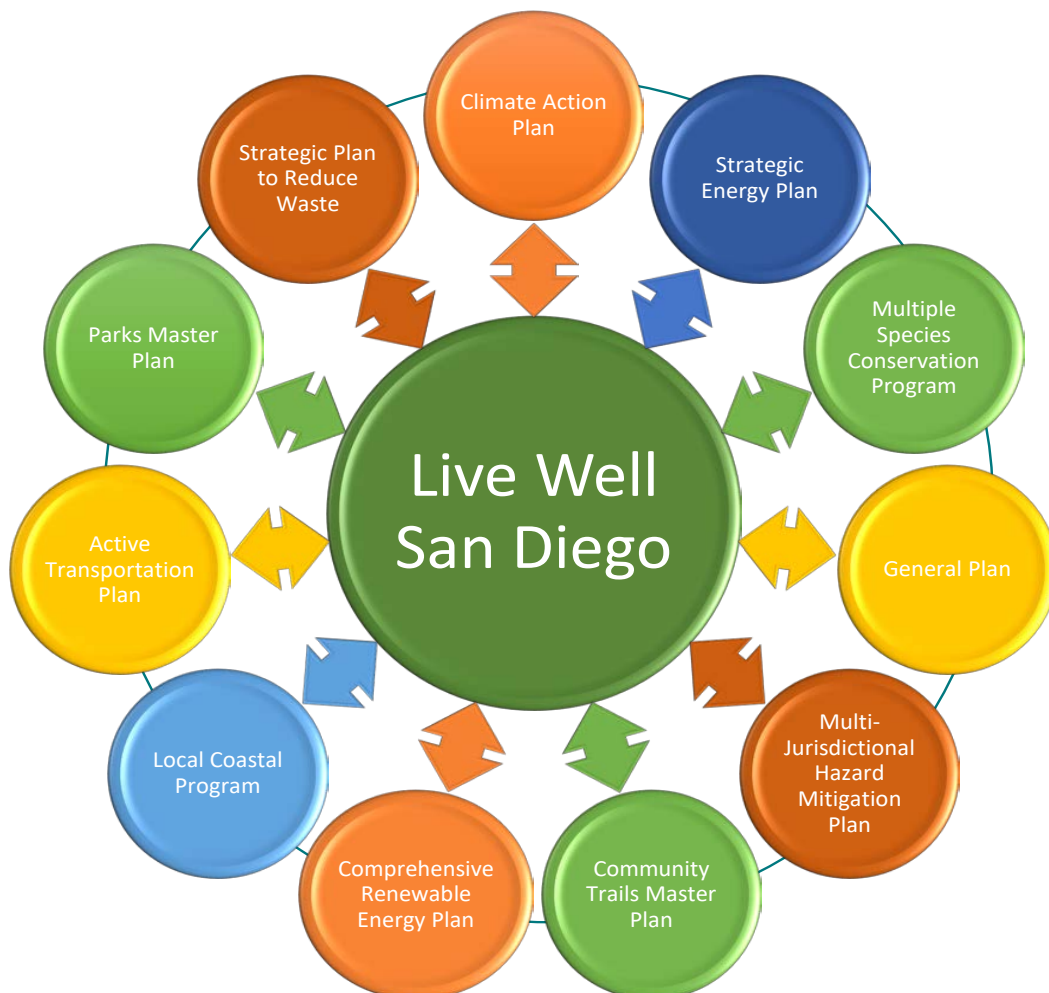 Climate Action
Plan
Strategic
Energy Plan
Multiple
Species
Conservation
Program
General Plan
Multi-
Jurisdictional
Hazard
Mitigation
Plan
Community
Trails Master
Plan
Comprehensive
Renewable
Energy Plan
Local Coastal
Program
Active
Transportation
Plan
Parks Master
Plan
Strategic Plan
to Reduce
Waste
Live Well
San Diego